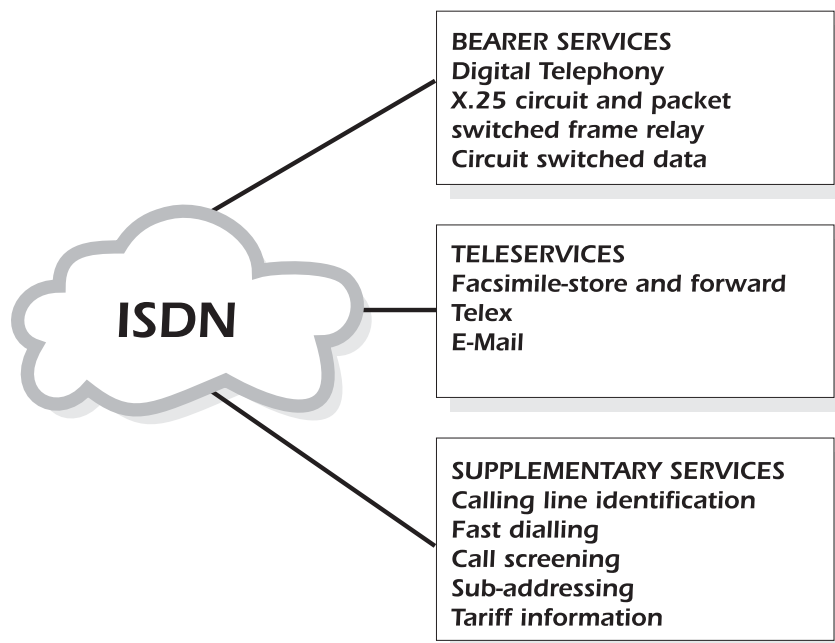 ISDN
BEARER SERVICES
Digital Telephony
X.25 circuit and packet
switched frame relay
Circuit switched data
TELESERVICES
Facsimile-store and forward
Telex
E-Mail
SUPPLEMENTARY SERVICES
Calling line identification
Fast dialling
Call screening
Sub-addressing
Tariff information